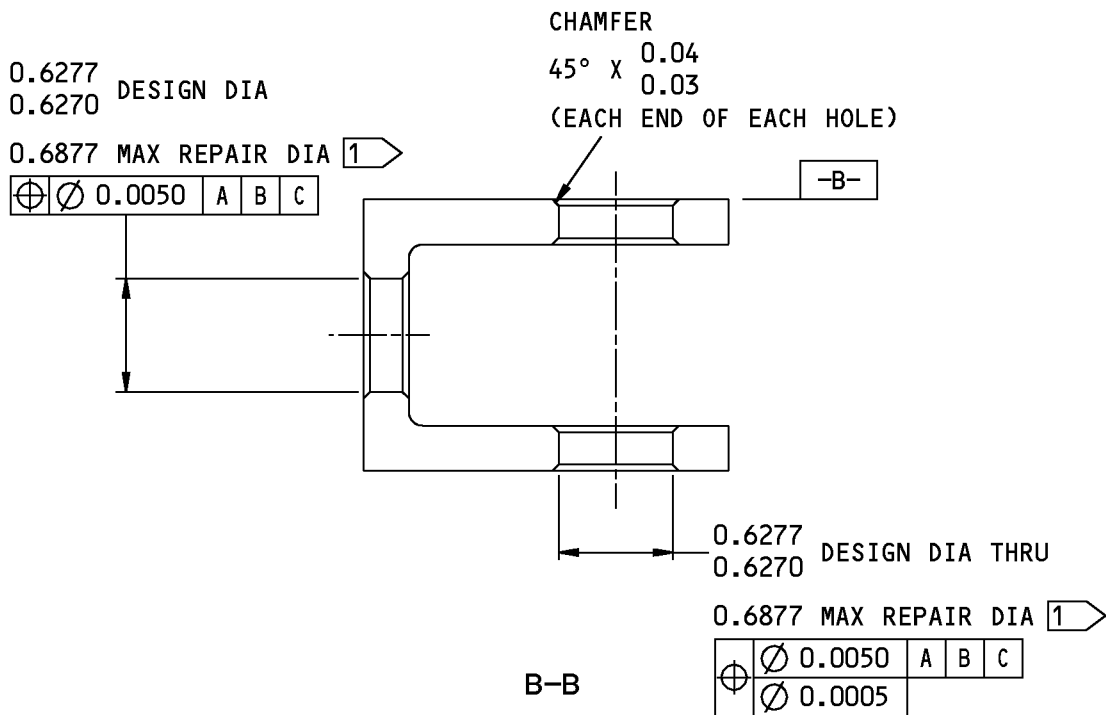 CHAMFER
45° X 0.04
0.03
(EACH END OF EACH HOLE)
0.6277
0.6270 DESIGN DIA
0.6877 MAX REPAIR DIA 1
⌖ Ø 0.0050 A B C
-B-
0.6277
0.6270 DESIGN DIA THRU
0.6877 MAX REPAIR DIA 1
⌖ Ø 0.0050 A B C
Ø 0.0005
B-B